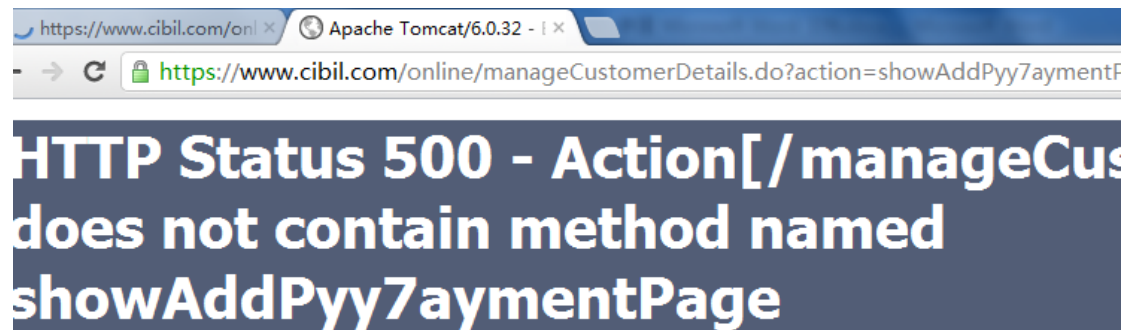 https://www.cibil.com/onl
Apache Tomcat/6.0.32 - E
https://www.cibil.com/online/manageCustomerDetails.do?action=showAddPyy7aymentP
HTTP Status 500 - Action[/manageCus
does not contain method named
showAddPyy7aymentPage